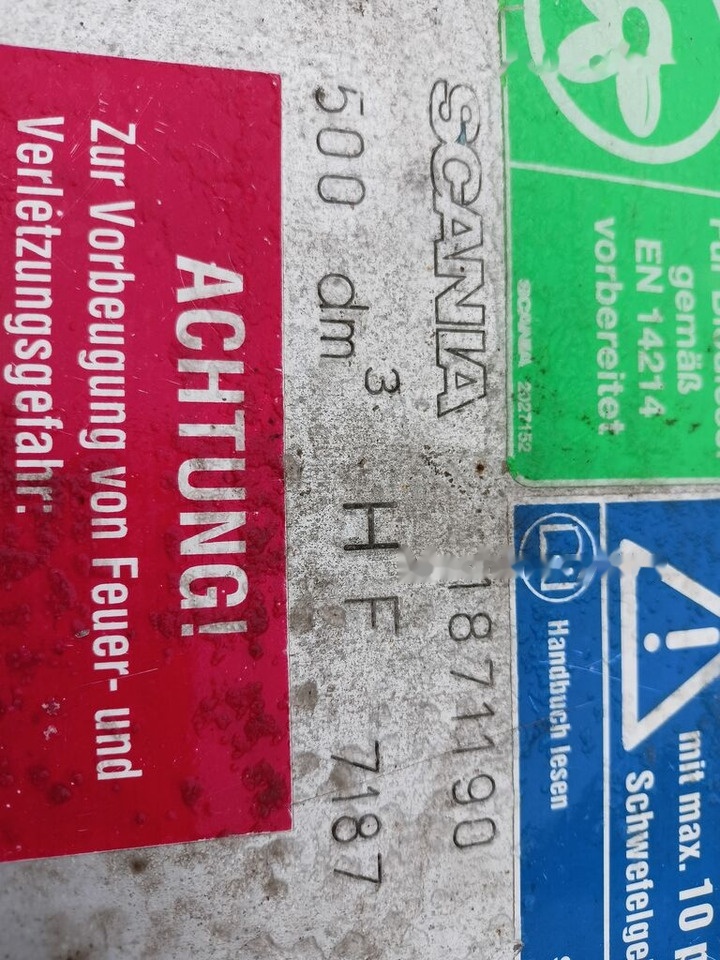 SCANIA 1871190
500 dm³ HF 7187
ACHTUNG!
Zur Vorbeugung von Feuer- und
Verletzungsgefahr:
gemäß
EN 14214
vorbereitet
SCANIA 2327152
mit max. 10
Handbuch lesen